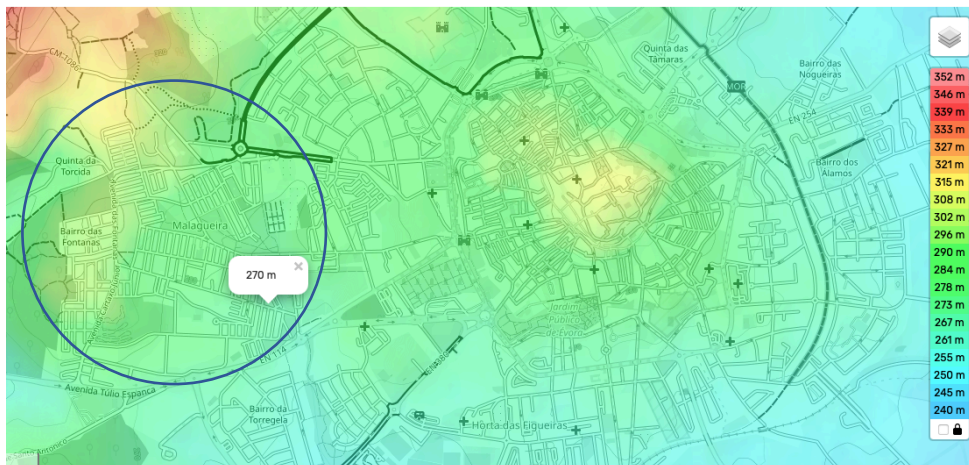 CM 1086
Quinta das
Tâmaras
Bairro das
Nogueiras
MOR
EN 254
Quinta da
Torcida
Bairro dos
Álamos
Malagueira
Bairro das
Fontanas
270 m
×
Jardim
Público
de Évora
EN 114
Avenida Túlio Espanca
Bairro da
Torregela
Horta das Figueiras
352 m
346 m
339 m
333 m
327 m
321 m
315 m
308 m
302 m
296 m
290 m
284 m
278 m
273 m
267 m
261 m
255 m
250 m
245 m
240 m